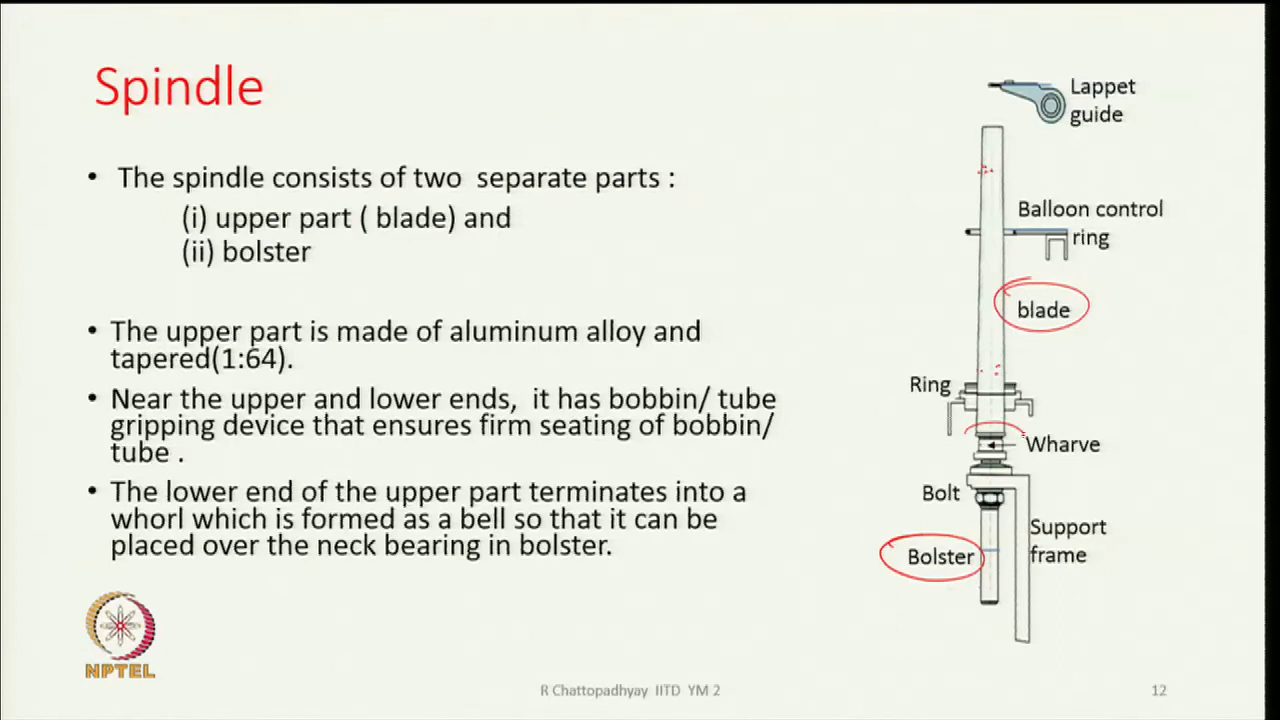 Spindle
• The spindle consists of two separate parts :
(i) upper part ( blade) and
(ii) bolster
• The upper part is made of aluminum alloy and
tapered(1:64).
• Near the upper and lower ends, it has bobbin/ tube
gripping device that ensures firm seating of bobbin/
tube .
• The lower end of the upper part terminates into a
whorl which is formed as a bell so that it can be
placed over the neck bearing in bolster.
Lappet
guide
Balloon control
ring
blade
Ring
Wharve
Bolt
Support
frame
Bolster
NPTEL
R Chattopadhyay IITD YM 2
12